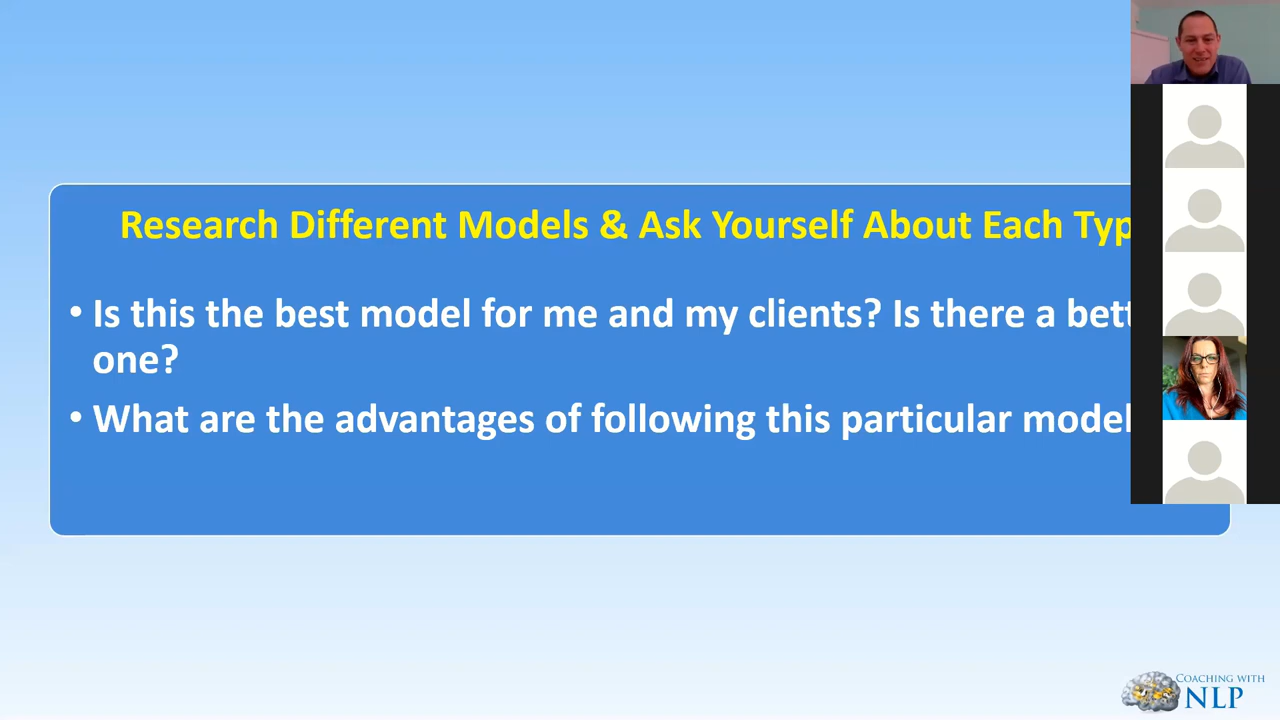 Research Different Models & Ask Yourself About Each Typ
• Is this the best model for me and my clients? Is there a bett
one?
• What are the advantages of following this particular model
COACHING WITH
NLP